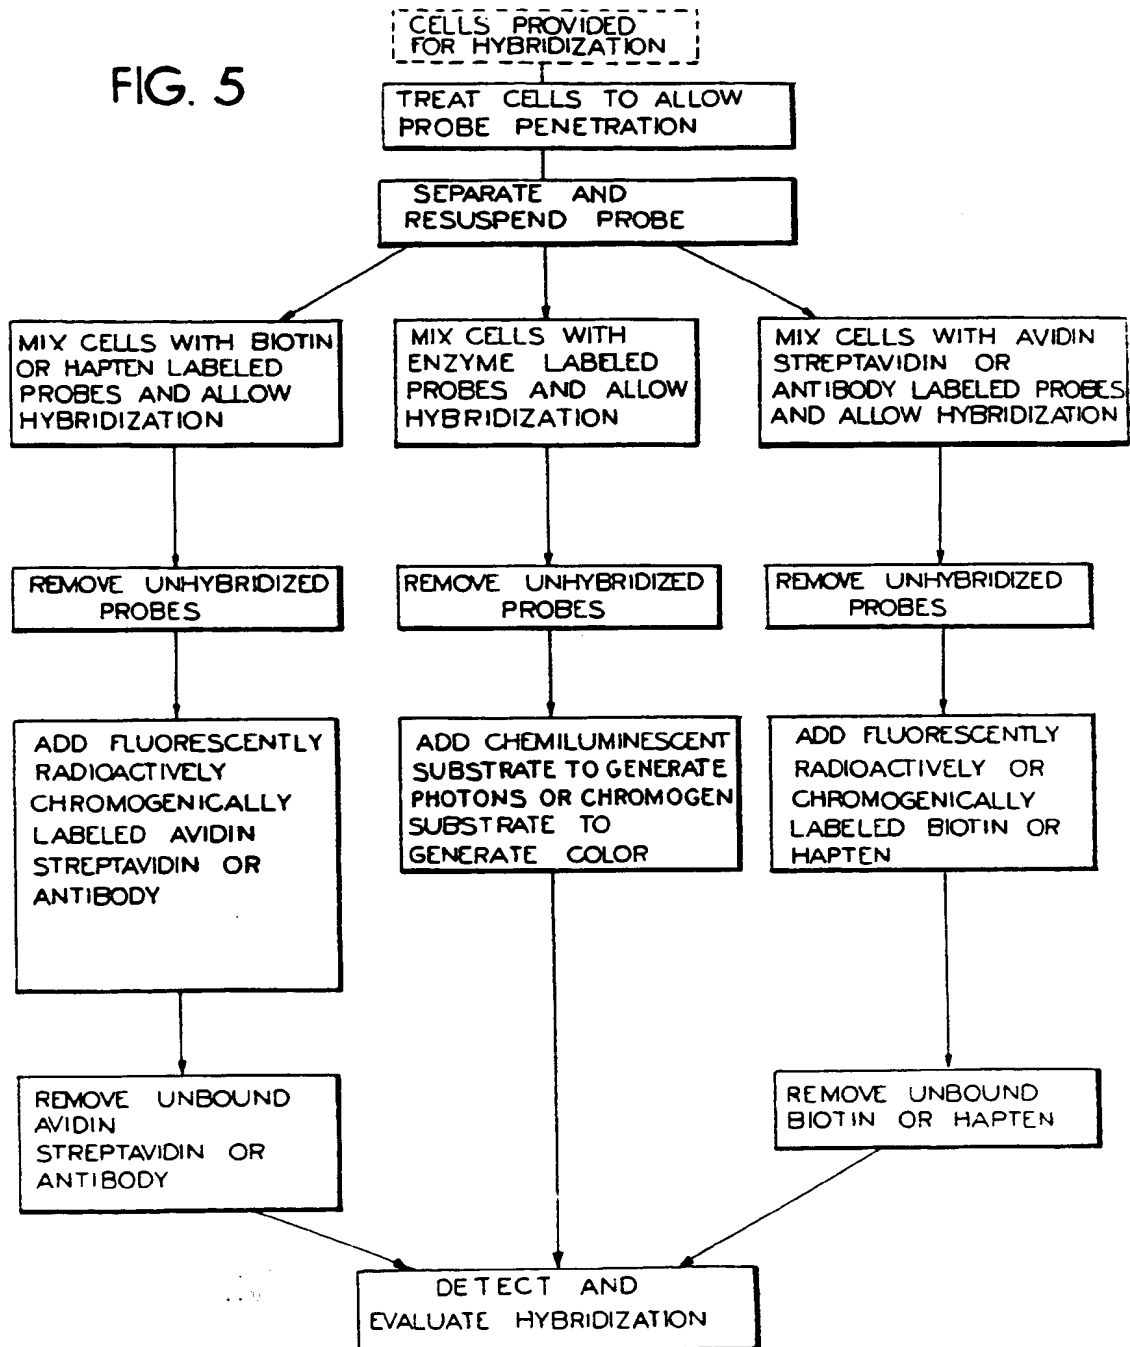 CELLS PROVIDED
FOR HYBRIDIZATION
FIG. 5
TREAT CELLS TO ALLOW
PROBE PENETRATION
SEPARATE AND
RESUSPEND PROBE
MIX CELLS WITH BIOTIN
OR HAPTEN LABELED
PROBES AND ALLOW
HYBRIDIZATION
MIX CELLS WITH
ENZYME LABELED
PROBES AND ALLOW
HYBRIDIZATION
MIX CELLS WITH AVIDIN
STREPTAVIDIN OR
ANTIBODY LABELED PROBES
AND ALLOW HYBRIDIZATION
REMOVE UNHYBRIDIZED
PROBES
REMOVE UNHYBRIDIZED
PROBES
REMOVE UNHYBRIDIZED
PROBES
ADD FLUORESCENTLY
RADIOACTIVELY
CHROMOGENICALLY
LABELED AVIDIN
STREPTAVIDIN OR
ANTIBODY
ADD CHEMILUMINESCENT
SUBSTRATE TO GENERATE
PHOTONS OR CHROMOGEN
SUBSTRATE TO
GENERATE COLOR
ADD FLUORESCENTLY
RADIOACTIVELY OR
CHROMOGENICALLY
LABELED BIOTIN OR
HAPTEN
REMOVE UNBOUND
AVIDIN
STREPTAVIDIN OR
ANTIBODY
REMOVE UNBOUND
BIOTIN OR HAPTEN
DETECT AND
EVALUATE HYBRIDIZATION